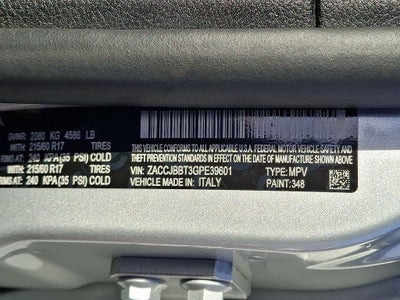 GVWR: 2080 KG 4586 LB
WITH: 215/60 R17 TIRES
RIMS AT: 240 KPA(35 PSI) COLD
WITH: 215/60 R17 TIRES
RIMS AT: 240 KPA(35 PSI) COLD
THIS VEHICLE CONFORMS TO ALL APPLICABLE U.S.A. FEDERAL MOTOR VEHICLE
SAFETY, BUMPER, AND THEFT PREVENTION STANDARDS IN EFFECT ON THE
DATE OF MANUFACTURE SHOWN ABOVE.
VIN: ZACCJBBT3GPE39601 TYPE: MPV
VEHICLE MADE IN: ITALY PAINT: 348